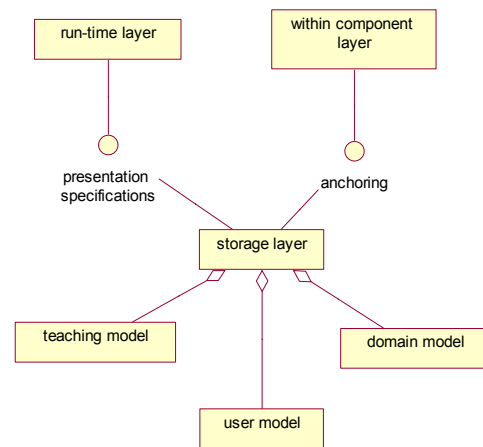 run-time layer
within component
layer
presentation
specifications
anchoring
storage layer
teaching model
domain model
user model